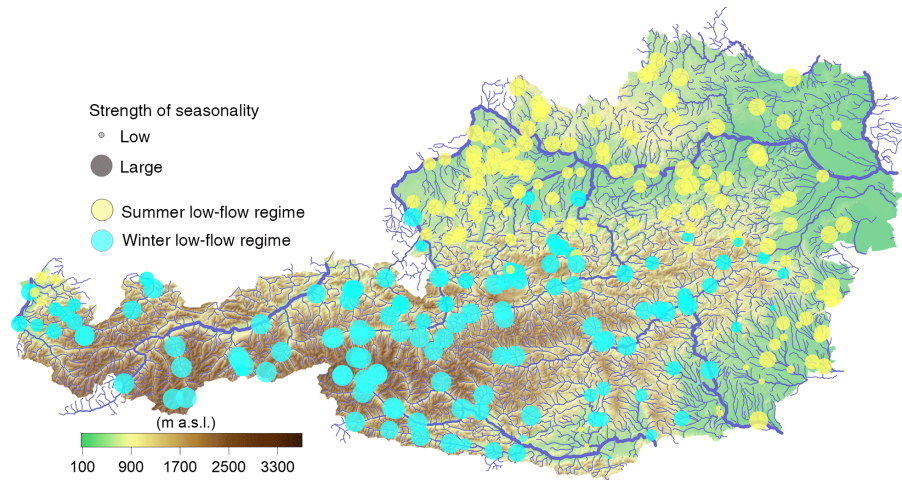 Strength of seasonality
Low
Large
Summer low-flow regime
Winter low-flow regime
(m a.s.l.)
100 900 1700 2500 3300